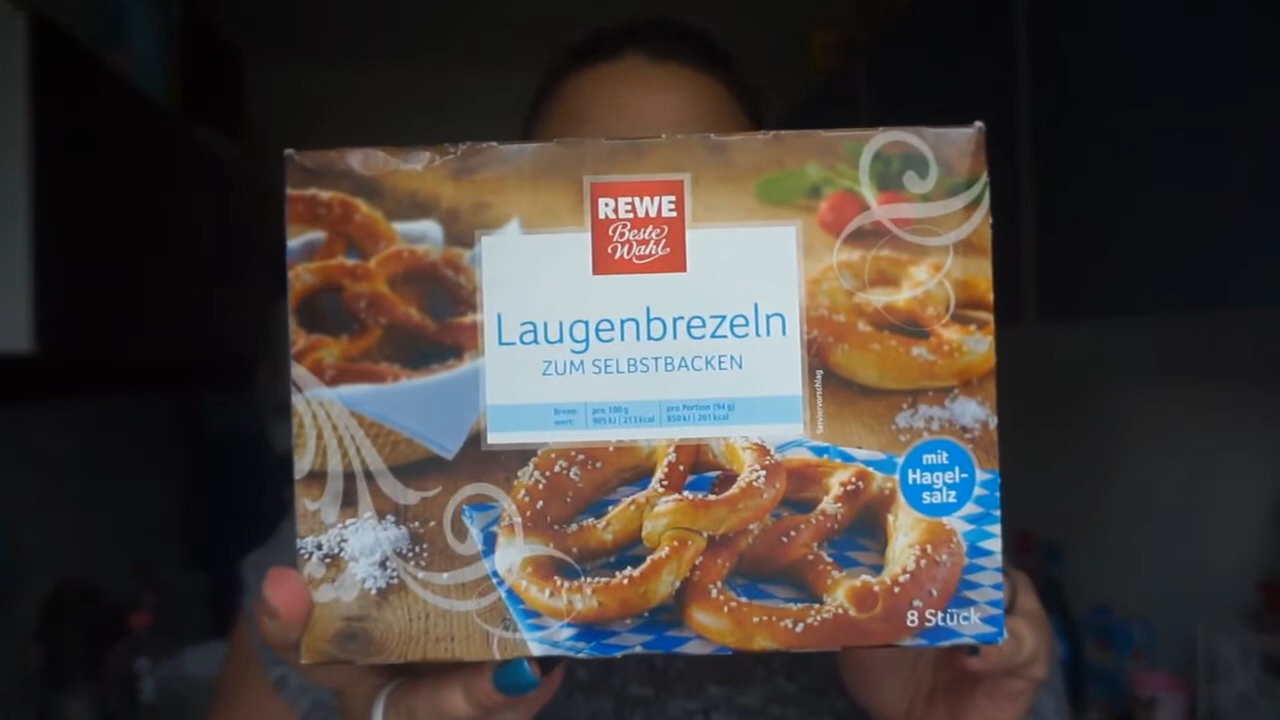 REWE
Beste
Wahl
Laugenbrezeln
ZUM SELBSTBACKEN
Brenn-
wert:
pro 100 g
905 kJ | 213 kcal
pro Portion (94 g)
850 kJ | 201 kcal
Serviervorschlag
mit
Hagel-
salz
8 Stück